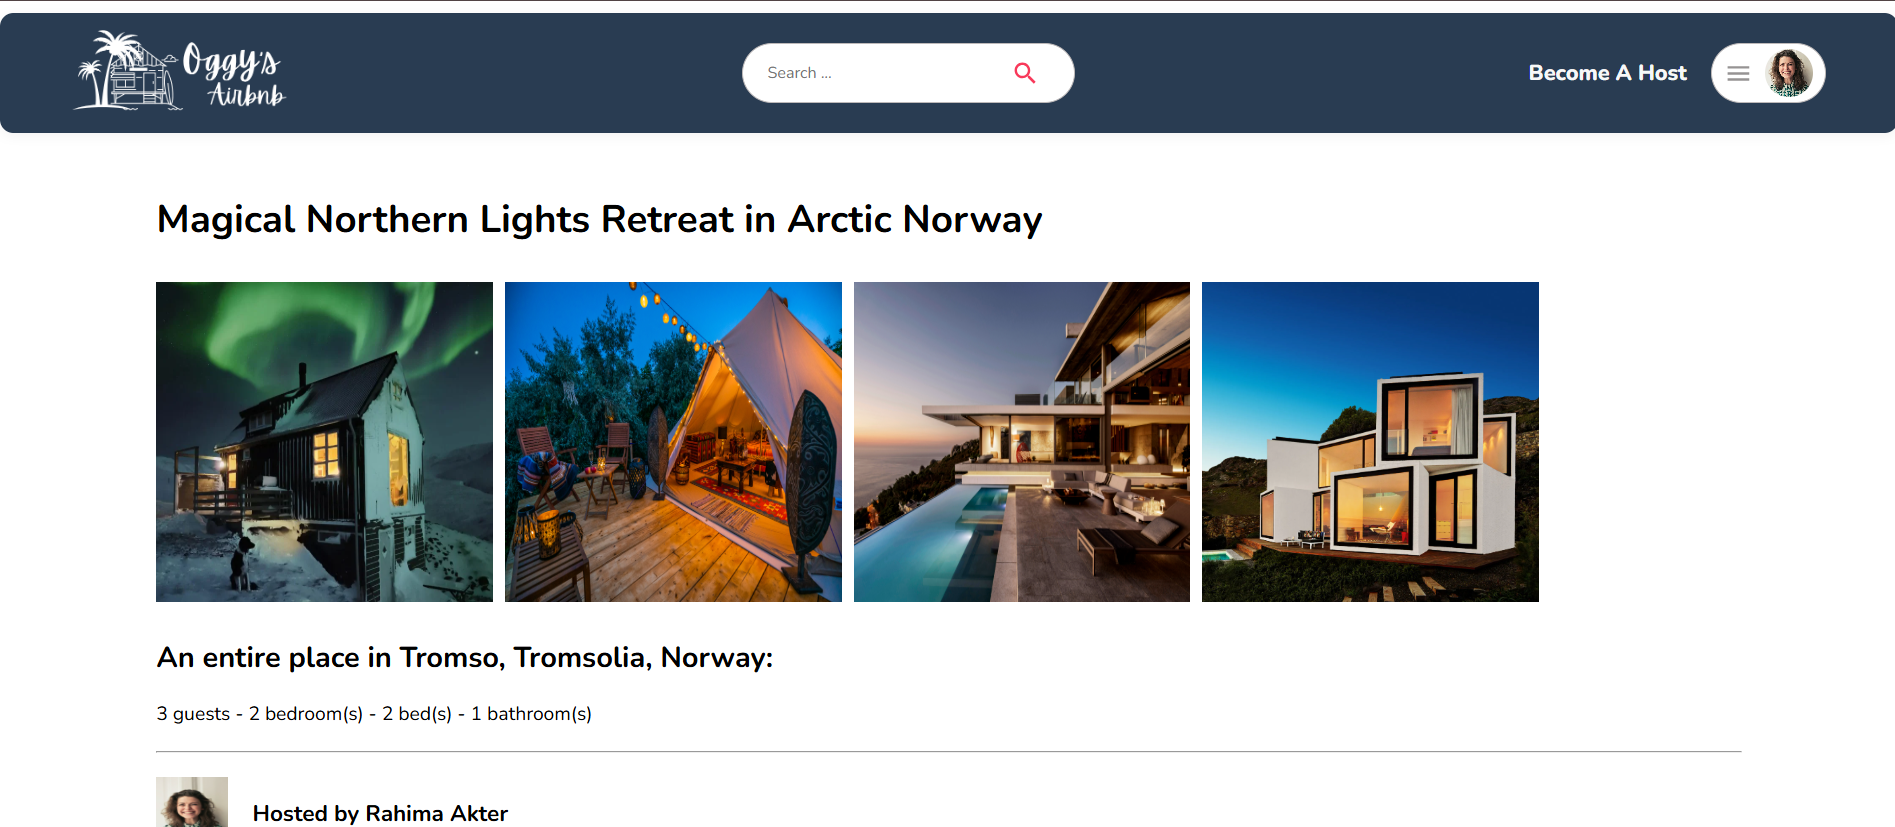 Oggy's
Airbnb
Search ...
Become A Host
Magical Northern Lights Retreat in Arctic Norway
An entire place in Tromso, Tromsolia, Norway:
3 guests - 2 bedroom(s) - 2 bed(s) - 1 bathroom(s)
Hosted by Rahima Akter